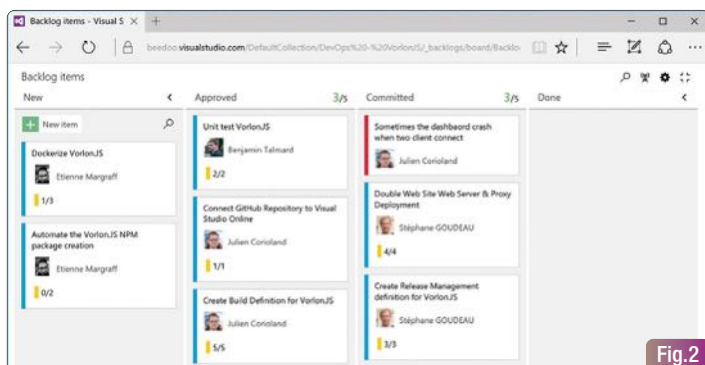 Backlog items - Visual S
beedoo.visualstudio.com/DefaultCollection/DevOps%20-%20VorlonJS/_backlogs/board/Backlo
Backlog items
New
Approved 3/5
Committed 3/5
Done
New item
Dockerize VorlonJS
Etienne Margraff
1/3
Automate the VorlonJS NPM
package creation
Etienne Margraff
0/2
Unit test VorlonJS
Benjamin Talmard
2/2
Connect GitHub Repository to Visual
Studio Online
Julien Corioland
1/1
Create Build Definition for VorlonJS
Julien Corioland
5/5
Sometimes the dashbaord crash
when two client connect
Julien Corioland
Double Web Site Web Server & Proxy
Deployment
Stéphane GOUDEAU
4/4
Create Release Management
definition for VorlonJS
Stéphane GOUDEAU
3/3
Fig.2